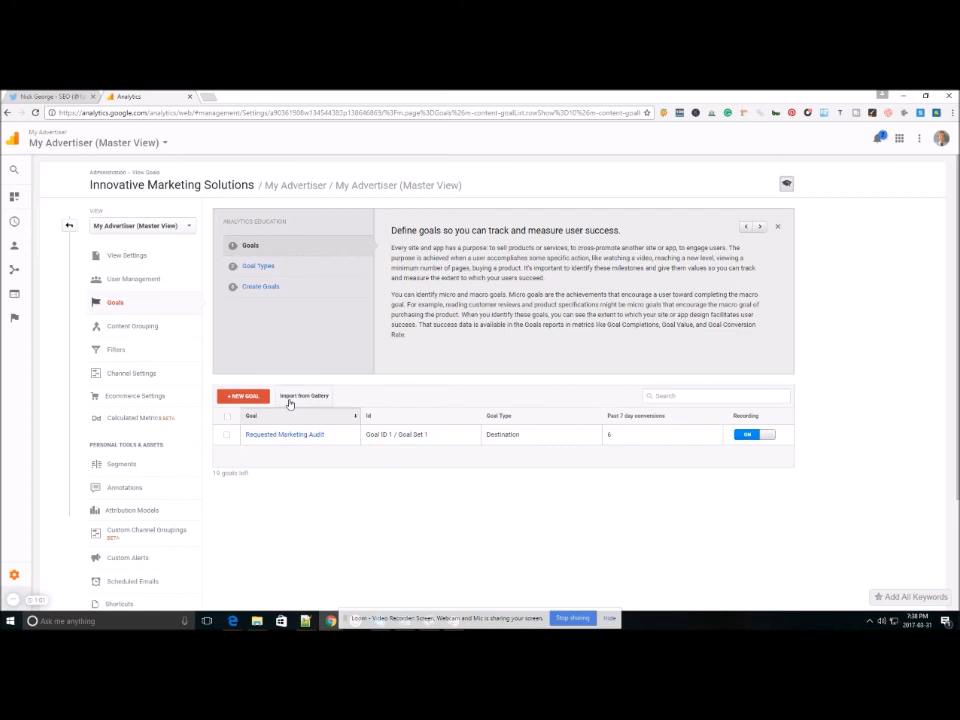 Nick George - SEO (@1
Analytics
https://analytics.google.com/analytics/web/#management/Settings/a90361908w134544383p138646869/%3Fm.page%3DGoals%26m-content-goalList.rowShow%3D10%26m-content-goall
My Advertiser
My Advertiser (Master View)
Administration - View Goals
Innovative Marketing Solutions / My Advertiser / My Advertiser (Master View)
VIEW
My Advertiser (Master View)
View Settings
User Management
Goals
Content Grouping
Filters
Channel Settings
Ecommerce Settings
Calculated Metrics BETA
PERSONAL TOOLS & ASSETS
Segments
Annotations
Attribution Models
Custom Channel Groupings
BETA
Custom Alerts
Scheduled Emails
Shortcuts
ANALYTICS EDUCATION
1 Goals
2 Goal Types
3 Create Goals
Define goals so you can track and measure user success.
Every site and app has a purpose: to sell products or services, to cross-promote another site or app, to engage users. The
purpose is achieved when a user accomplishes some specific action, like watching a video, reaching a new level, viewing a
minimum number of pages, buying a product. It's important to identify these milestones and give them values so you can track
and measure the extent to which your users succeed.
You can identify micro and macro goals. Micro goals are the achievements that encourage a user toward completing the macro
goal. For example, reading customer reviews and product specifications might be micro goals that encourage the macro goal of
purchasing the product. When you identify these goals, you can see the extent to which your site or app design facilitates user
success. That success data is available in the Goals reports in metrics like Goal Completions, Goal Value, and Goal Conversion
Rate.
+ NEW GOAL
Import from Gallery
Search
Goal
Id
Goal Type
Past 7 day conversions
Recording
Requested Marketing Audit
Goal ID 1 / Goal Set 1
Destination
6
ON
19 goals left
Add All Keywords
1:01
Ask me anything
Loom - Video Recorder: Screen, Webcam and Mic is sharing your screen.
Stop sharing
Hide
7:38 PM
2017-03-31